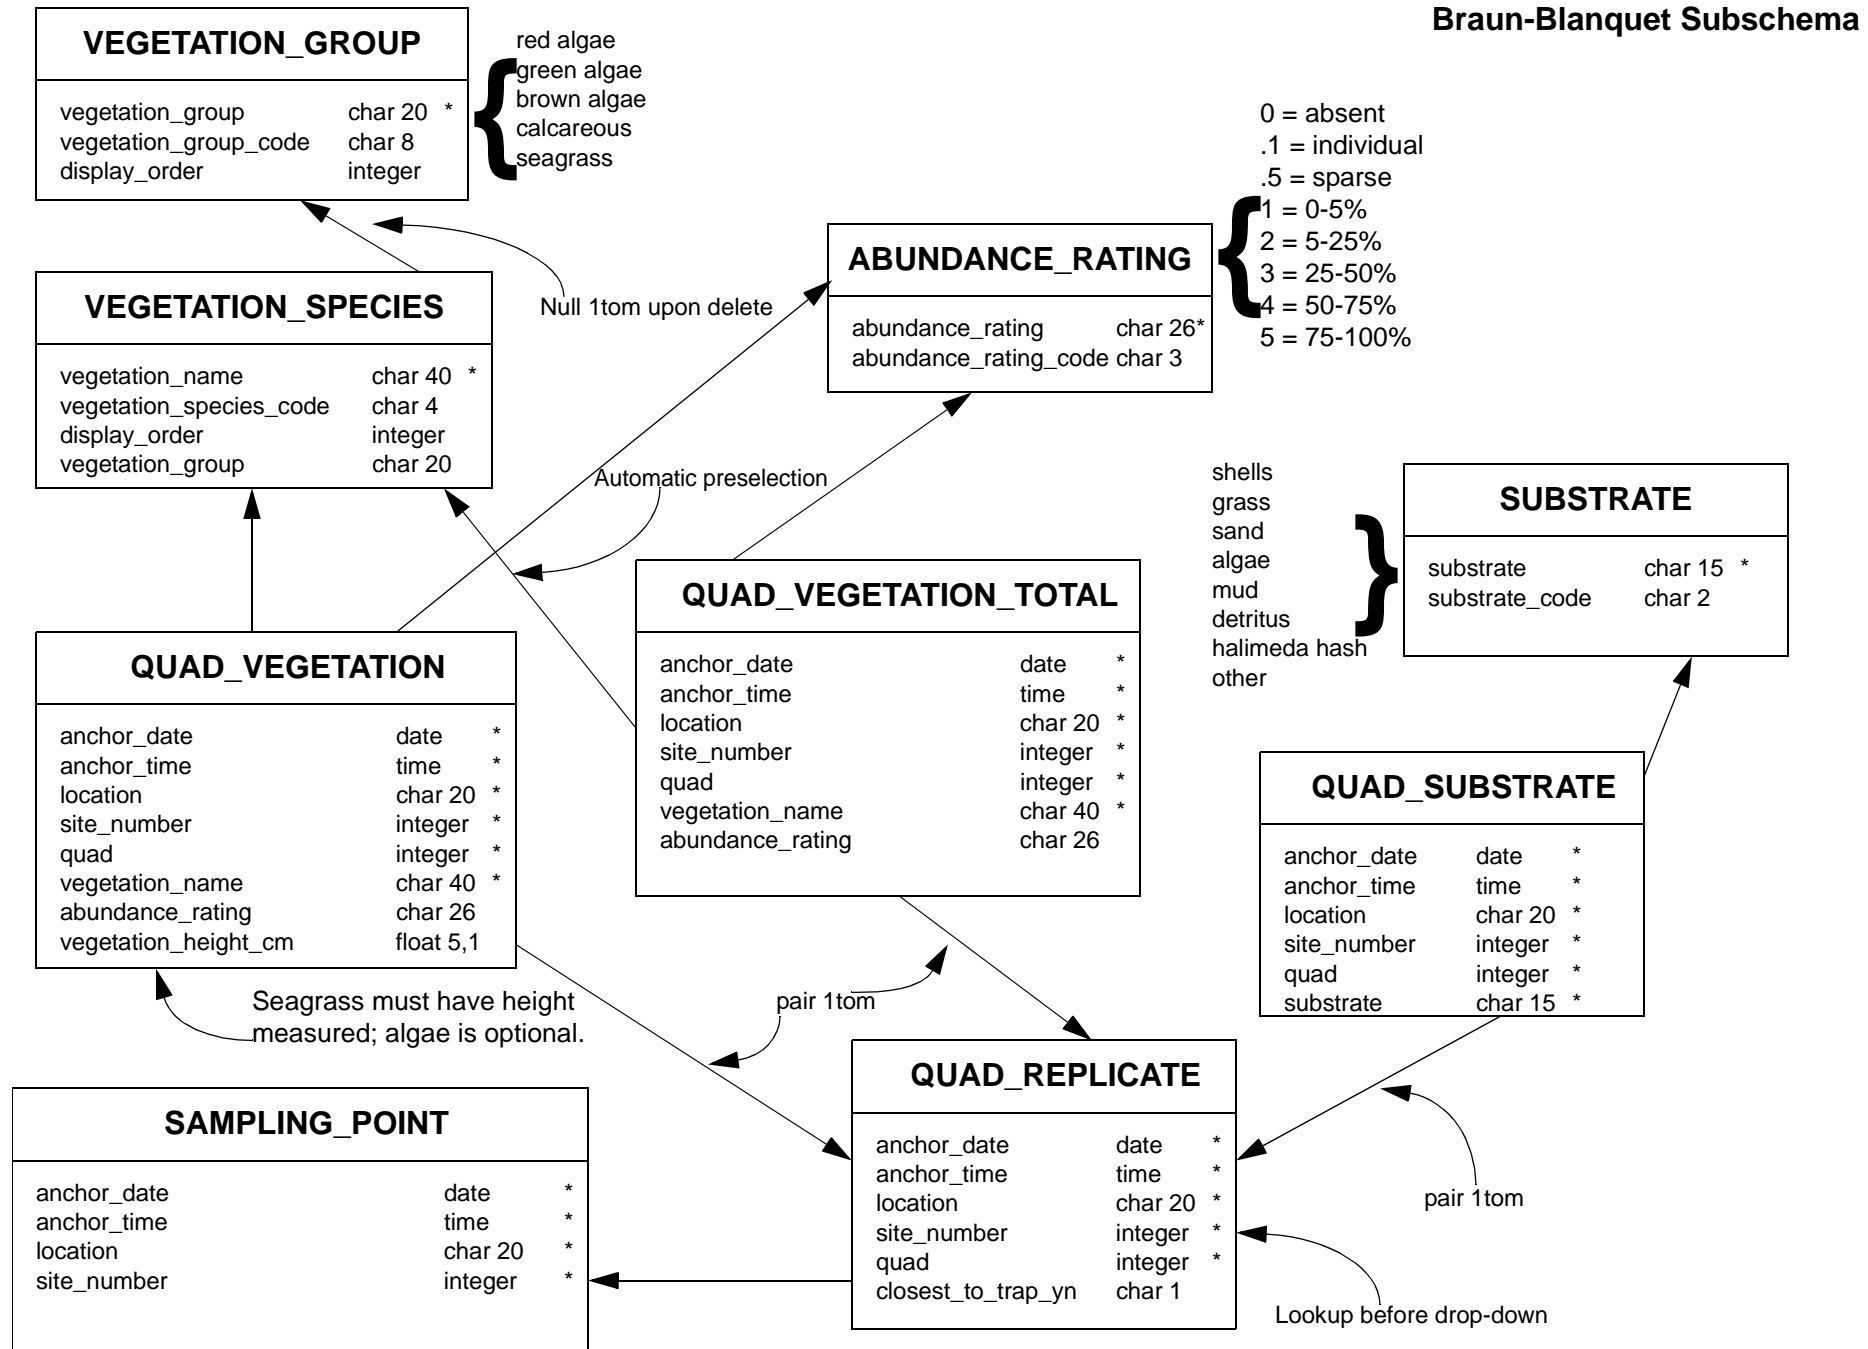 Braun-Blanquet Subschema
VEGETATION_GROUP
vegetation_group char 20 *
vegetation_group_code char 8
display_order integer
red algae
green algae
brown algae
calcareous
seagrass
0 = absent
.1 = individual
.5 = sparse
1 = 0-5%
2 = 5-25%
3 = 25-50%
4 = 50-75%
5 = 75-100%
ABUNDANCE_RATING
abundance_rating char 26*
abundance_rating_code char 3
Null 1tom upon delete
VEGETATION_SPECIES
vegetation_name char 40 *
vegetation_species_code char 4
display_order integer
vegetation_group char 20
Automatic preselection
shells
grass
sand
algae
mud
detritus
halimeda hash
other
SUBSTRATE
substrate char 15 *
substrate_code char 2
QUAD_VEGETATION_TOTAL
anchor_date date *
anchor_time time *
location char 20 *
site_number integer *
quad integer *
vegetation_name char 40 *
abundance_rating char 26
QUAD_VEGETATION
anchor_date date *
anchor_time time *
location char 20 *
site_number integer *
quad integer *
vegetation_name char 40 *
abundance_rating char 26
vegetation_height_cm float 5,1
QUAD_SUBSTRATE
anchor_date date *
anchor_time time *
location char 20 *
site_number integer *
quad integer *
substrate char 15 *
Seagrass must have height
measured; algae is optional.
pair 1tom
QUAD_REPLICATE
anchor_date date *
anchor_time time *
location char 20 *
site_number integer *
quad integer *
closest_to_trap_yn char 1
SAMPLING_POINT
anchor_date date *
anchor_time time *
location char 20 *
site_number integer *
pair 1tom
Lookup before drop-down